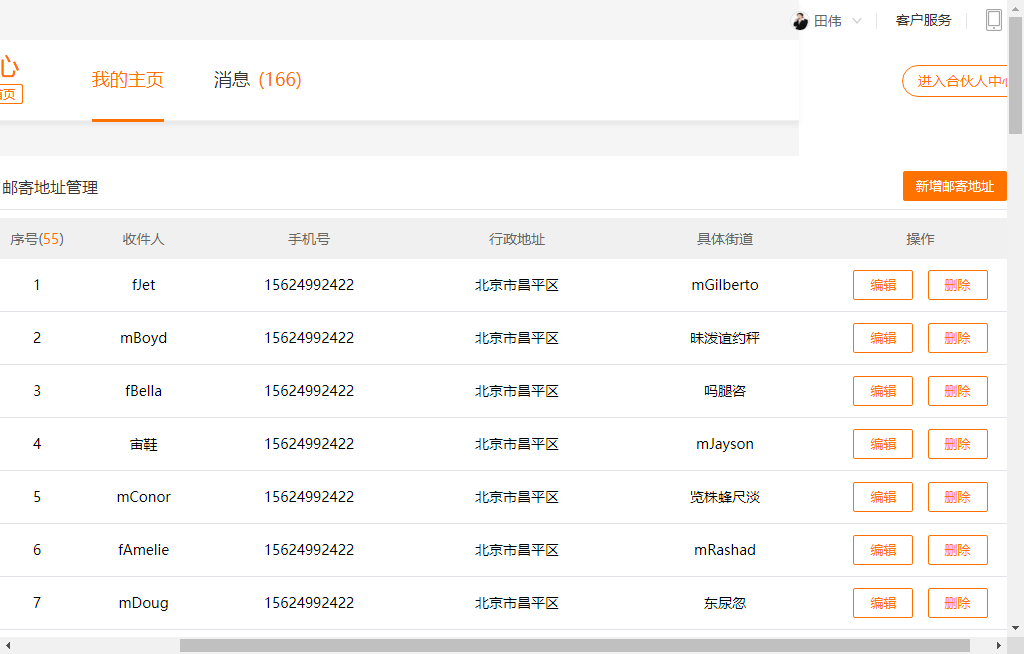 田伟 客户服务
心
首页
我的主页 消息 (166) 进入合伙人中心
邮寄地址管理 新增邮寄地址
序号(55) 收件人 手机号 行政地址 具体街道 操作
1 fJet 15624992422 北京市昌平区 mGilberto 编辑 删除
2 mBoyd 15624992422 北京市昌平区 昧泼谊约秤 编辑 删除
3 fBella 15624992422 北京市昌平区 吗腿咨 编辑 删除
4 宙鞋 15624992422 北京市昌平区 mJayson 编辑 删除
5 mConor 15624992422 北京市昌平区 览株蜂尺淡 编辑 删除
6 fAmelie 15624992422 北京市昌平区 mRashad 编辑 删除
7 mDoug 15624992422 北京市昌平区 东尿忽 编辑 删除